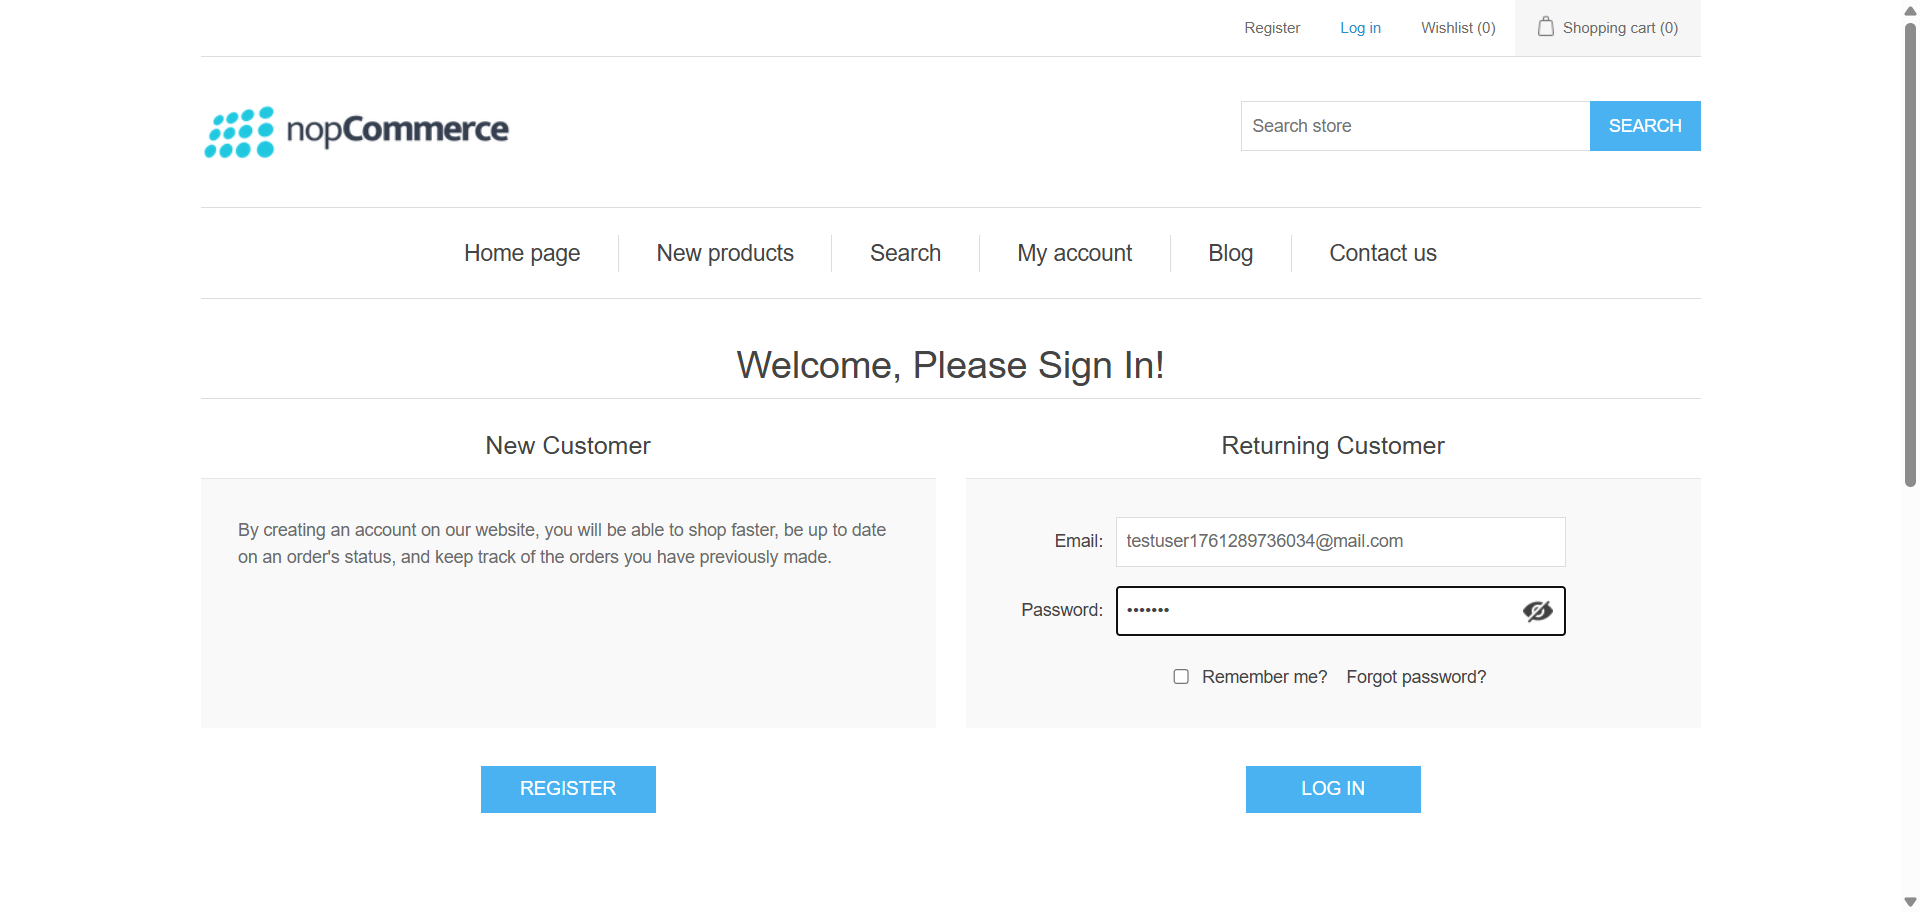 Register Log in Wishlist (0) Shopping cart (0)
nopCommerce
Search store SEARCH
Home page New products Search My account Blog Contact us
Welcome, Please Sign In!
New Customer
By creating an account on our website, you will be able to shop faster, be up to date
on an order's status, and keep track of the orders you have previously made.
REGISTER
Returning Customer
Email: testuser1761289736034@mail.com
Password: •••••••
Remember me? Forgot password?
LOG IN